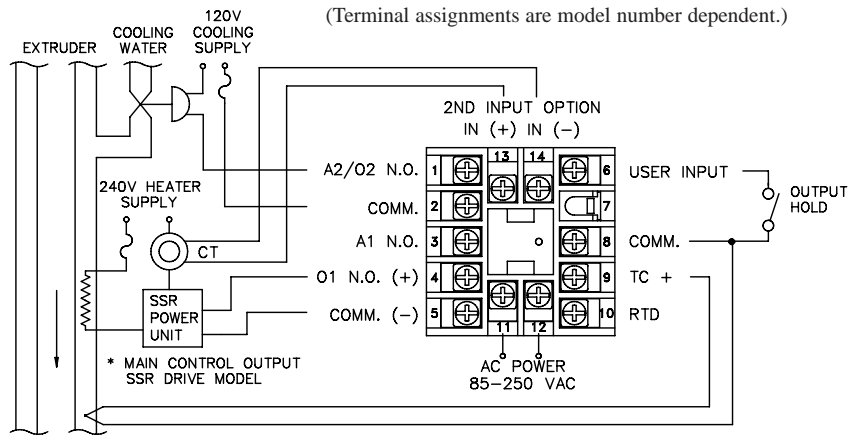 (Terminal assignments are model number dependent.)
120V
COOLING
SUPPLY
COOLING
WATER
EXTRUDER
2ND INPUT OPTION
IN (+) IN (-)
13 14
A2/O2 N.O. 1
COMM. 2
A1 N.O. 3
O1 N.O. (+) 4
COMM. (-) 5
6 USER INPUT
7
8 COMM.
9 TC +
10 RTD
OUTPUT
HOLD
11 12
AC POWER
85-250 VAC
240V HEATER
SUPPLY
CT
SSR
POWER
UNIT
* MAIN CONTROL OUTPUT
SSR DRIVE MODEL